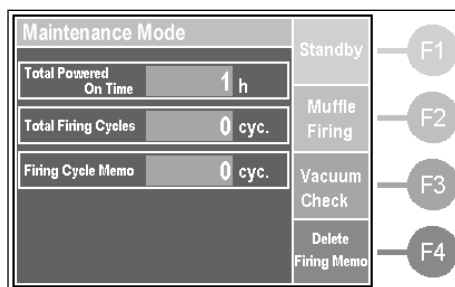 Maintenance Mode
Standby
F1
Total Powered
On Time
1 h
Muffle
Firing
F2
Total Firing Cycles
0 cyc.
Firing Cycle Memo
0 cyc.
Vacuum
Check
F3
Delete
Firing Memo
F4